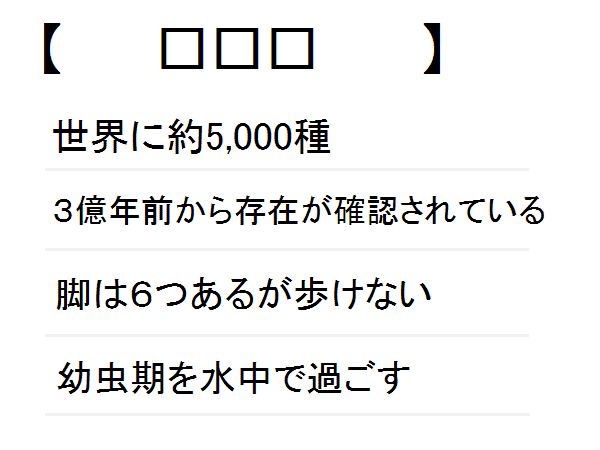 【 □□□ 】
世界に約5,000種
３億年前から存在が確認されている
脚は６つあるが歩けない
幼虫期を水中で過ごす